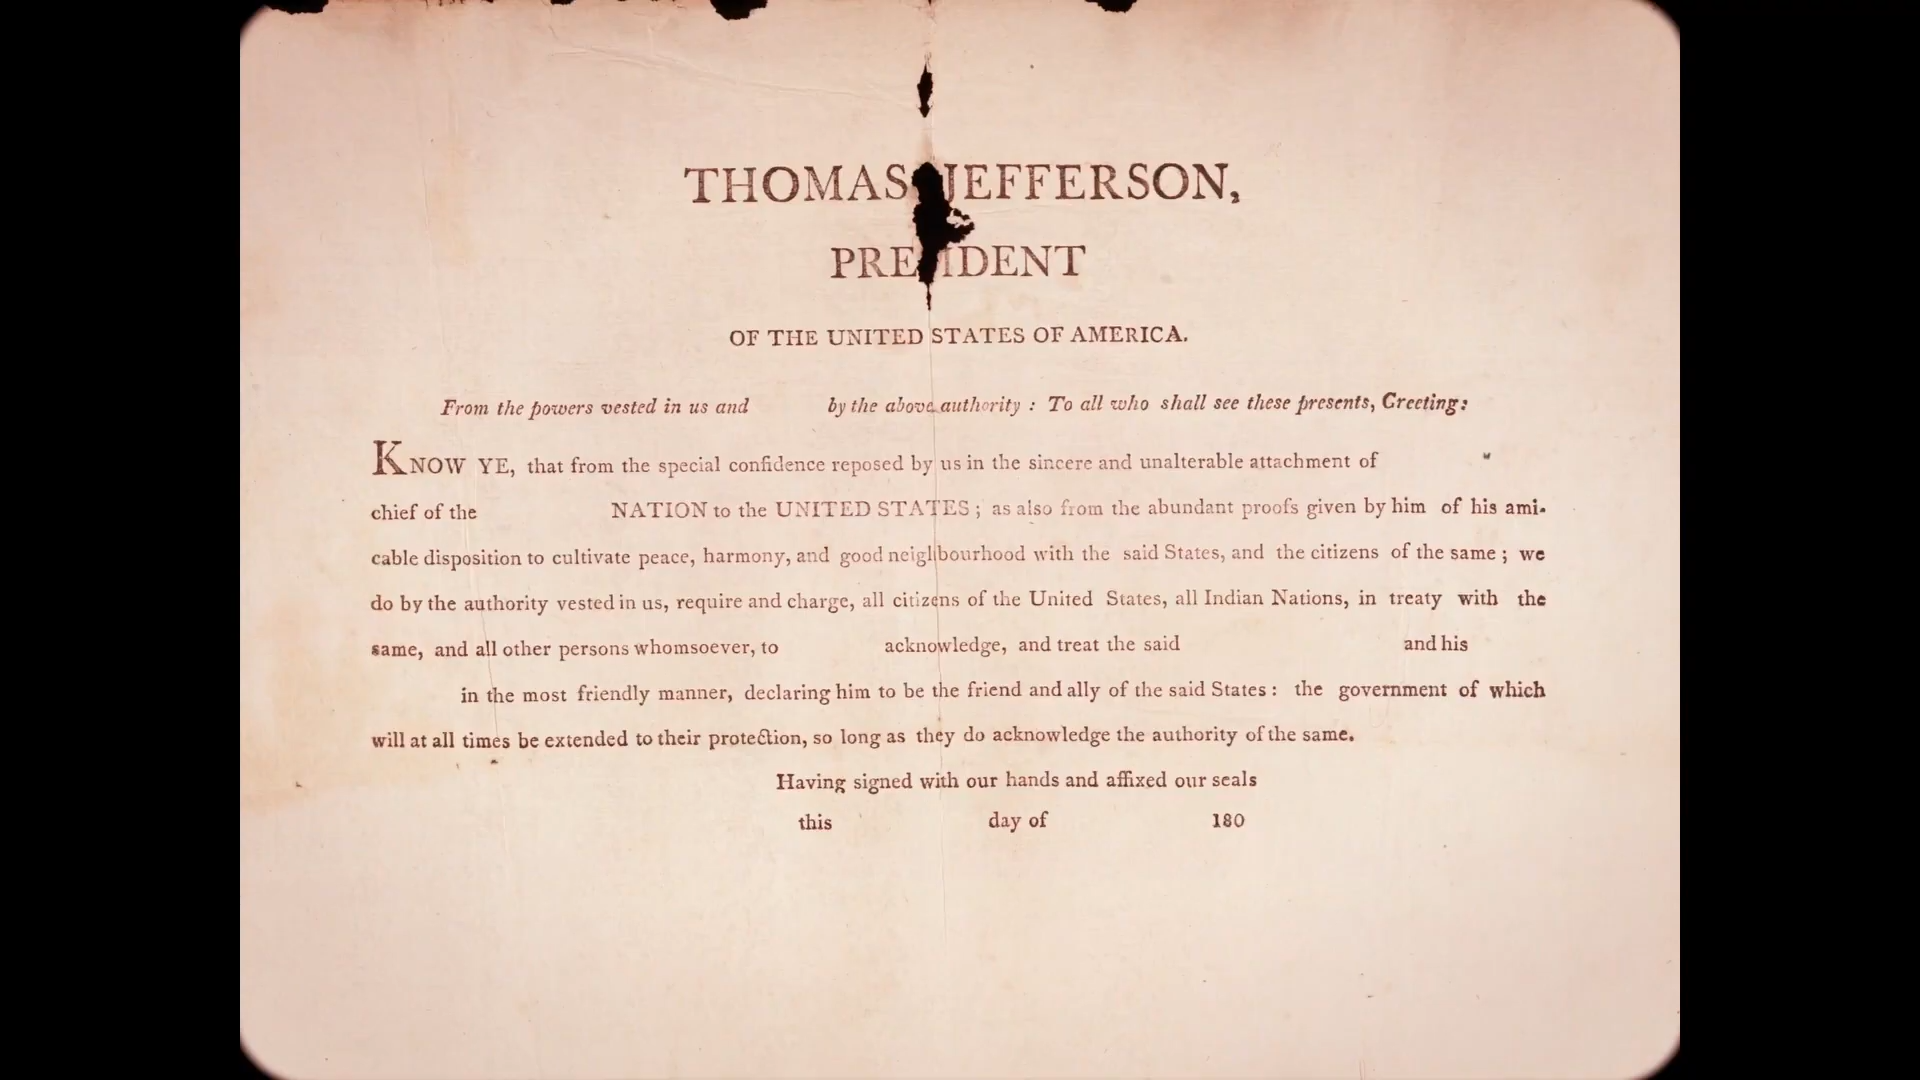 THOMAS JEFFERSON,
PRE IDENT
OF THE UNITED STATES OF AMERICA.
From the powers vested in us and by the above authority : To all who shall see these presents, Greeting:
KNOW YE, that from the special confidence reposed by us in the sincere and unalterable attachment of
chief of the NATION to the UNITED STATES ; as also from the abundant proofs given by him of his ami-
cable disposition to cultivate peace, harmony, and good neighbourhood with the said States, and the citizens of the same ; we
do by the authority vested in us, require and charge, all citizens of the United States, all Indian Nations, in treaty with the
same, and all other persons whomsoever, to acknowledge, and treat the said and his
in the most friendly manner, declaring him to be the friend and ally of the said States : the government of which
will at all times be extended to their protection, so long as they do acknowledge the authority of the same.
Having signed with our hands and affixed our seals
this day of 180